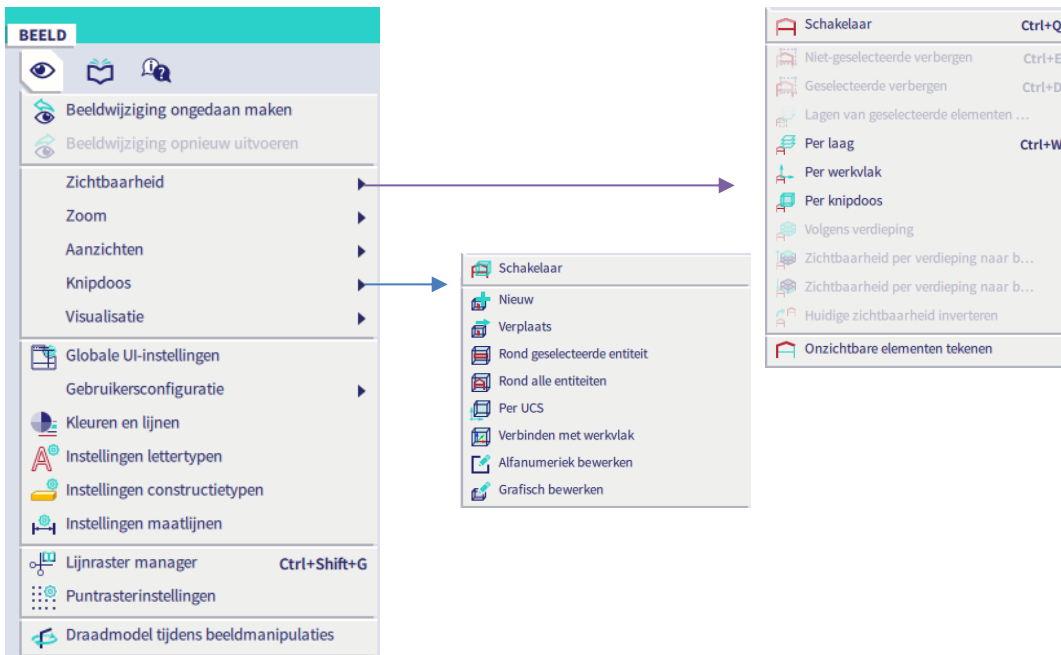 BEELD
Beeldwijziging ongedaan maken
Beeldwijziging opnieuw uitvoeren
Zichtbaarheid
Zoom
Aanzichten
Knipdoos
Visualisatie
Globale UI-instellingen
Gebruikersconfiguratie
Kleuren en lijnen
Instellingen lettertypen
Instellingen constructietypen
Instellingen maatlijnen
Lijnraster manager Ctrl+Shift+G
Puntrasterinstellingen
Draadmodel tijdens beeldmanipulaties
Schakelaar
Nieuw
Verplaats
Rond geselecteerde entiteit
Rond alle entiteiten
Per UCS
Verbinden met werkvlak
Alfanumeriek bewerken
Grafisch bewerken
Schakelaar Ctrl+Q
Niet-geselecteerde verbergen Ctrl+E
Geselecteerde verbergen Ctrl+D
Lagen van geselecteerde elementen ...
Per laag Ctrl+W
Per werkvlak
Per knipdoos
Volgens verdieping
Zichtbaarheid per verdieping naar b...
Zichtbaarheid per verdieping naar b...
Huidige zichtbaarheid inverteren
Onzichtbare elementen tekenen